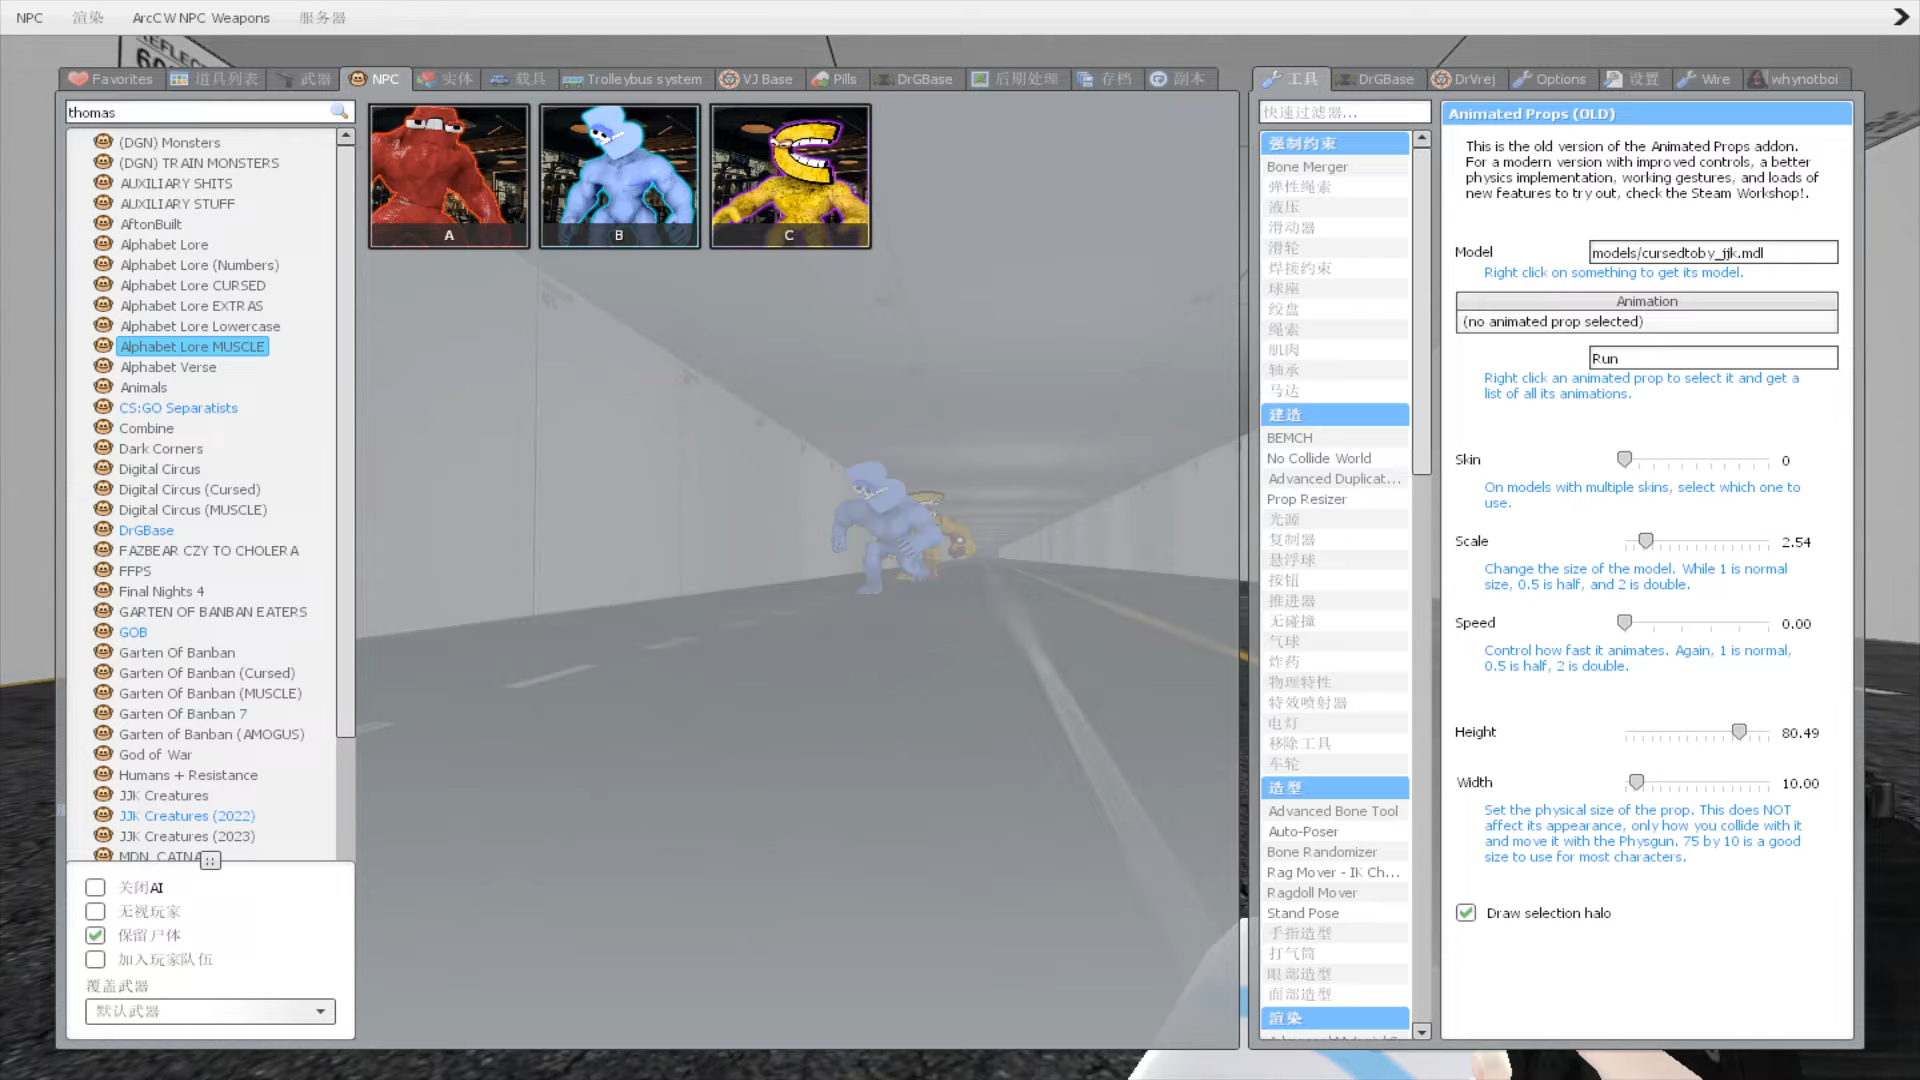 NPC 渲染 ArcCW NPC Weapons 服务器
REFLEC
60
Favorites 道具列表 武器 NPC 实体 载具 Trolleybus system VJ Base Pills DrGBase 后期处理 存档 副本
thomas
(DGN) Monsters
(DGN) TRAIN MONSTERS
AUXILIARY SHITS
AUXILIARY STUFF
AftonBuilt
Alphabet Lore
Alphabet Lore (Numbers)
Alphabet Lore CURSED
Alphabet Lore EXTRAS
Alphabet Lore Lowercase
Alphabet Lore MUSCLE
Alphabet Verse
Animals
CS:GO Separatists
Combine
Dark Corners
Digital Circus
Digital Circus (Cursed)
Digital Circus (MUSCLE)
DrGBase
FAZBEAR CZY TO CHOLERA
FFPS
Final Nights 4
GARTEN OF BANBAN EATERS
GOB
Garten Of Banban
Garten Of Banban (Cursed)
Garten Of Banban (MUSCLE)
Garten Of Banban 7
Garten of Banban (AMOGUS)
God of War
Humans + Resistance
JJK Creatures
JJK Creatures (2022)
JJK Creatures (2023)
MDN_CATNA
关闭AI
无视玩家
保留尸体
加入玩家队伍
覆盖武器
默认武器
A B C
工具 DrGBase DrVrej Options 设置 Wire whynotboi
快速过滤器...
强制约束
Bone Merger
弹性绳索
液压
滑动器
滑轮
焊接约束
球座
绞盘
绳索
肌肉
轴承
马达
建造
BEMCH
No Collide World
Advanced Duplicat...
Prop Resizer
光源
复制器
悬浮球
按钮
推进器
无碰撞
气球
炸药
物理特性
特效喷射器
电灯
移除工具
车轮
造型
Advanced Bone Tool
Auto-Poser
Bone Randomizer
Rag Mover - IK Ch...
Ragdoll Mover
Stand Pose
手指造型
打气筒
眼部造型
面部造型
渲染
Animated Props (OLD)
This is the old version of the Animated Props addon.
For a modern version with improved controls, a better
physics implementation, working gestures, and loads of
new features to try out, check the Steam Workshop!.
Model models/cursedtoby_jjk.mdl
Right click on something to get its model.
Animation
(no animated prop selected)
Run
Right click an animated prop to select it and get a
list of all its animations.
Skin 0
On models with multiple skins, select which one to
use.
Scale 2.54
Change the size of the model. While 1 is normal
size, 0.5 is half, and 2 is double.
Speed 0.00
Control how fast it animates. Again, 1 is normal,
0.5 is half, 2 is double.
Height 80.49
Width 10.00
Set the physical size of the prop. This does NOT
affect its appearance, only how you collide with it
and move it with the Physgun. 75 by 10 is a good
size to use for most characters.
Draw selection halo